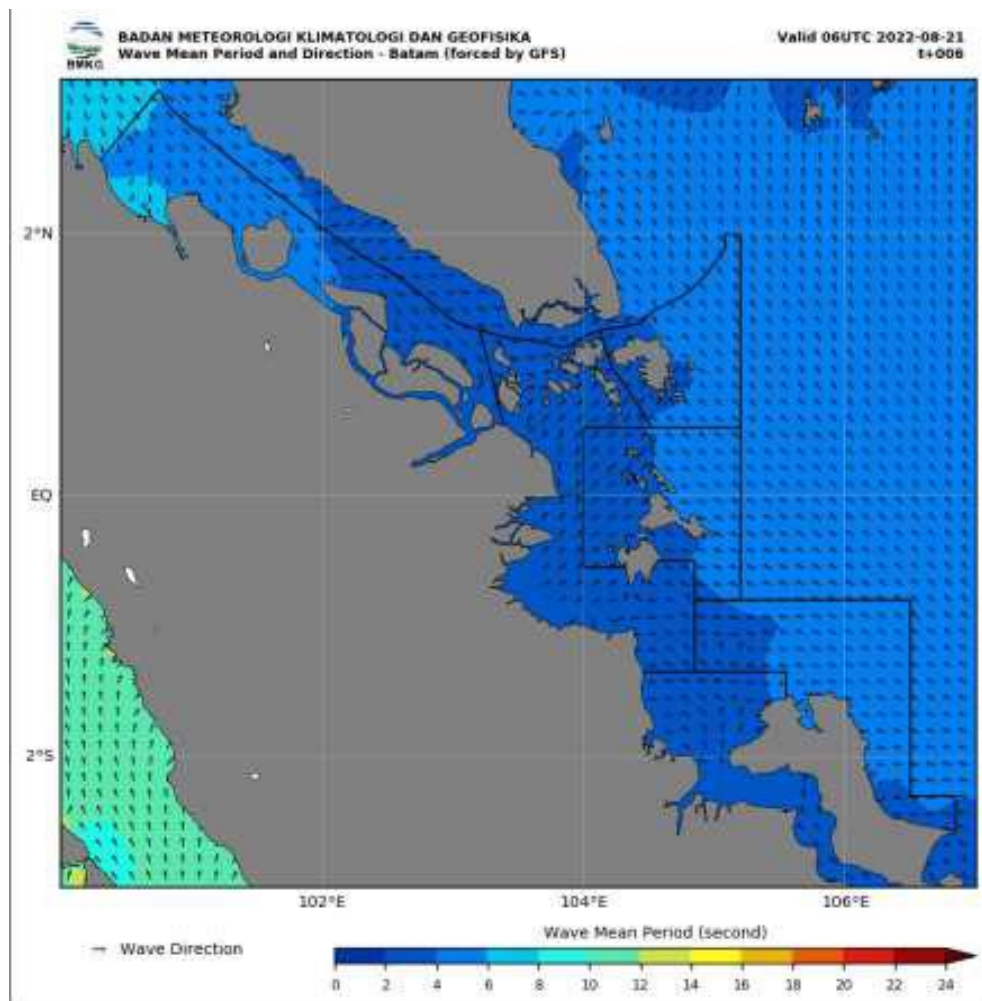 BADAN METEOROLOGI KLIMATOLOGI DAN GEOFISIKA
Wave Mean Period and Direction - Batam (forced by GFS)
Valid 06UTC 2022-08-21
t+006
BMKG
2°N
EQ
2°S
102°E 104°E 106°E
→ Wave Direction
Wave Mean Period (second)
0 2 4 6 8 10 12 14 16 18 20 22 24